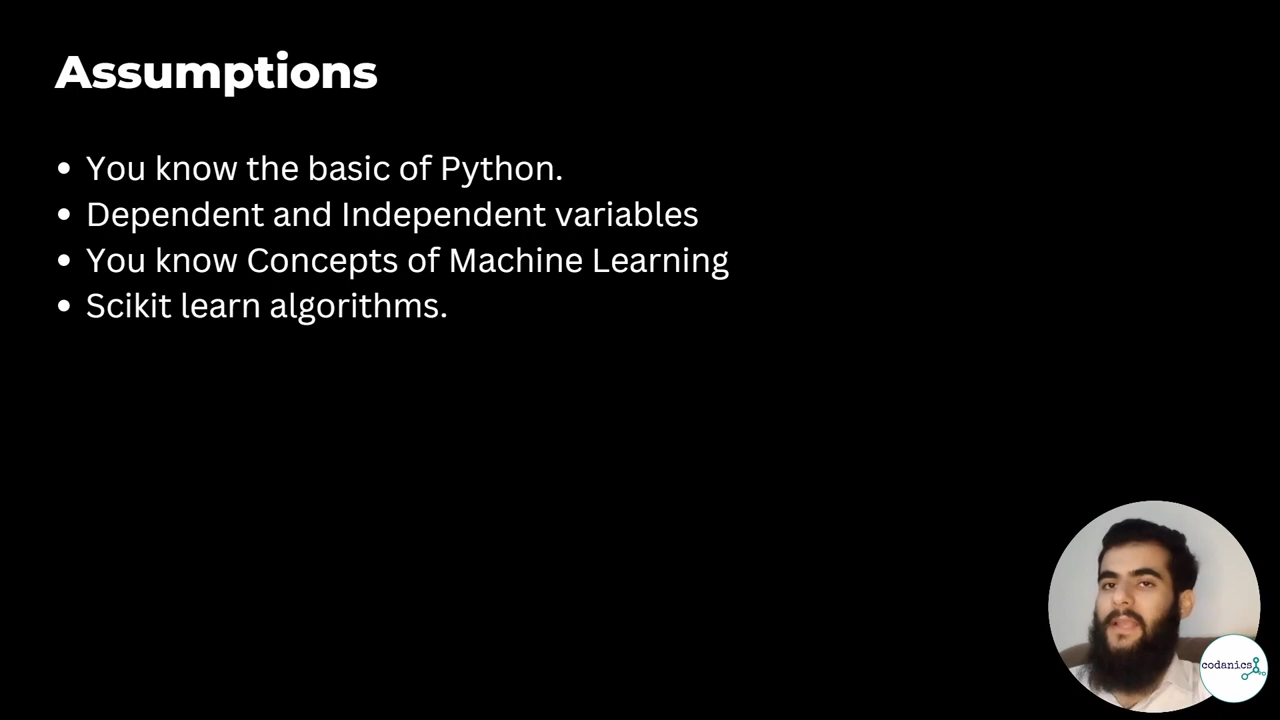 Assumptions
• You know the basic of Python.
• Dependent and Independent variables
• You know Concepts of Machine Learning
• Scikit learn algorithms.
codanics